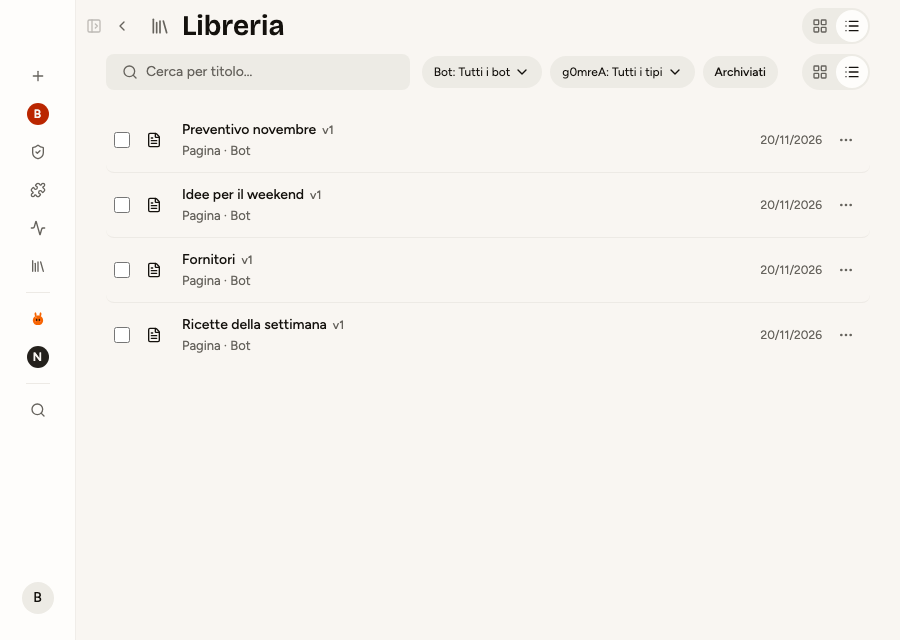 Libreria
Cerca per titolo...
Bot: Tutti i bot
g0mreA: Tutti i tipi
Archiviati
B
N
Preventivo novembre v1
Pagina · Bot
20/11/2026
Idee per il weekend v1
Pagina · Bot
20/11/2026
Fornitori v1
Pagina · Bot
20/11/2026
Ricette della settimana v1
Pagina · Bot
20/11/2026
B